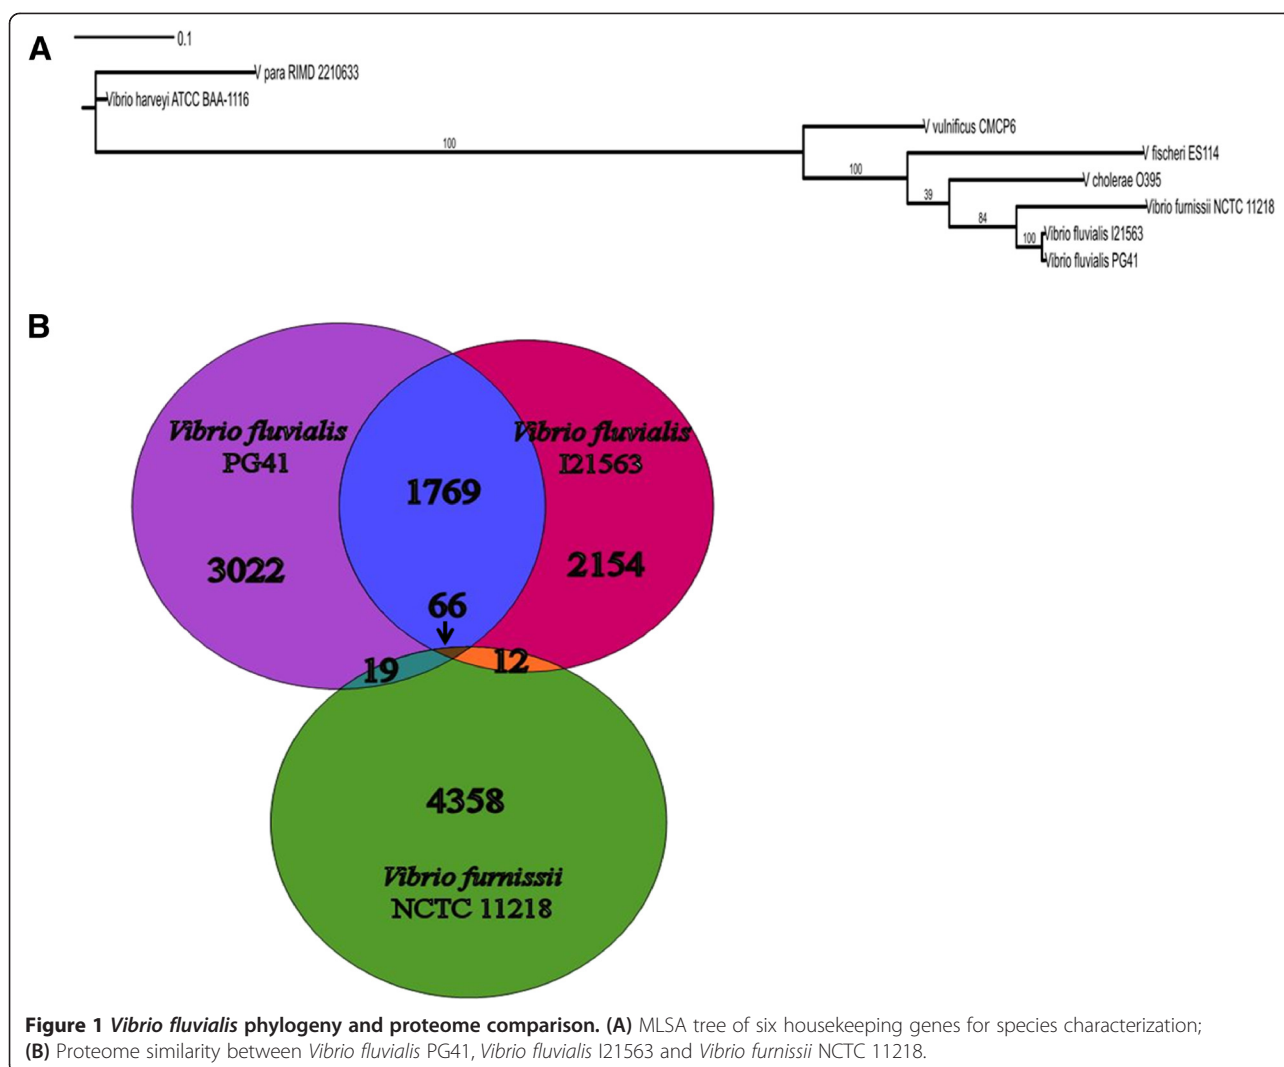 A
0.1
V para RIMD 2210633
Vibrio harveyi ATCC BAA-1116
V vulnificus CMCP6
100
V fischeri ES114
100
V cholerae O395
39
Vibrio furnissii NCTC 11218
84
Vibrio fluvialis I21563
100
Vibrio fluvialis PG41
B
Vibrio fluvialis
PG41
Vibrio fluvialis
I21563
1769
3022
2154
66
19
12
4358
Vibrio furnissii
NCTC 11218
Figure 1 Vibrio fluvialis phylogeny and proteome comparison. (A) MLSA tree of six housekeeping genes for species characterization;
(B) Proteome similarity between Vibrio fluvialis PG41, Vibrio fluvialis I21563 and Vibrio furnissii NCTC 11218.